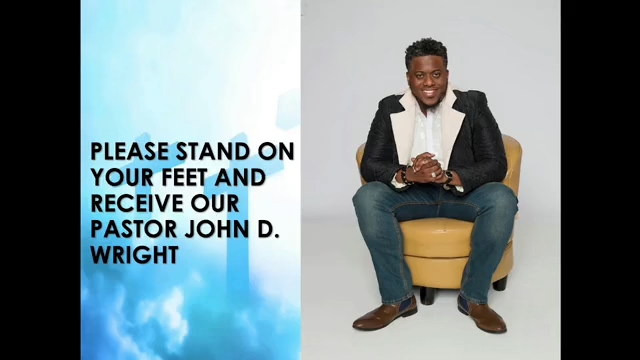 PLEASE STAND ON
YOUR FEET AND
RECEIVE OUR
PASTOR JOHN D.
WRIGHT